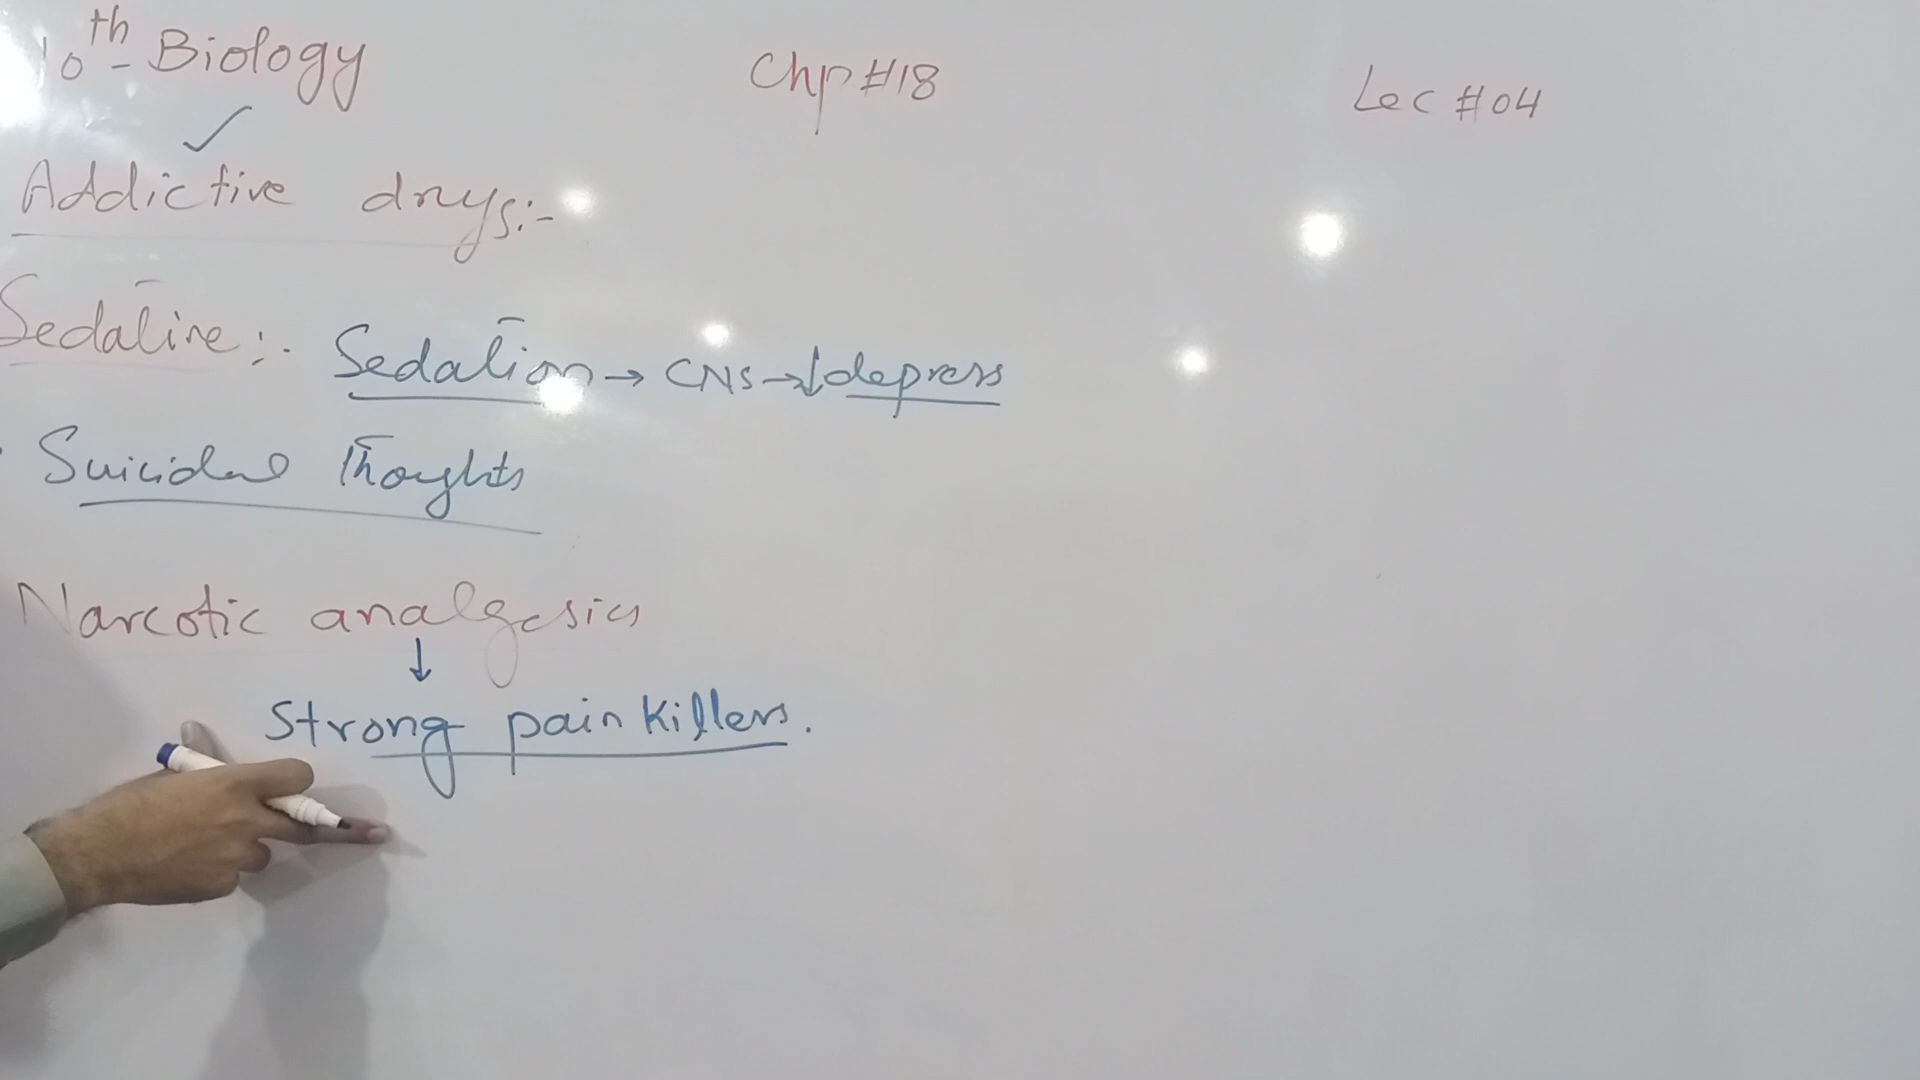 10th - Biology Chp #18 Lec #04
Addictive drugs:-
Sedative:- Sedation → CNS → ↓ depress
Suicidal Thoughts
Narcotic analgesics
↓
Strong pain Killers.